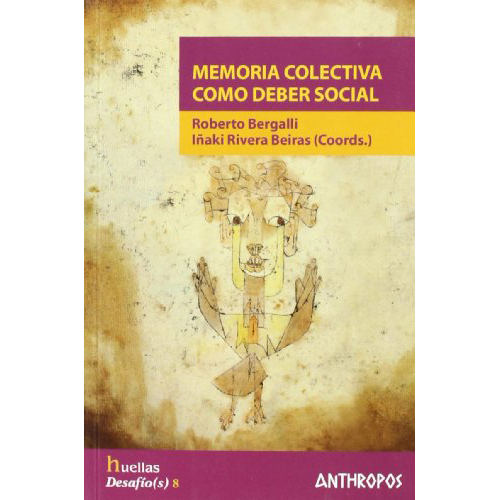 MEMORIA COLECTIVA
COMO DEBER SOCIAL
Roberto Bergalli
Iñaki Rivera Beiras (Coords.)
huellas
Desafío(s) 8
ANTHROPOS